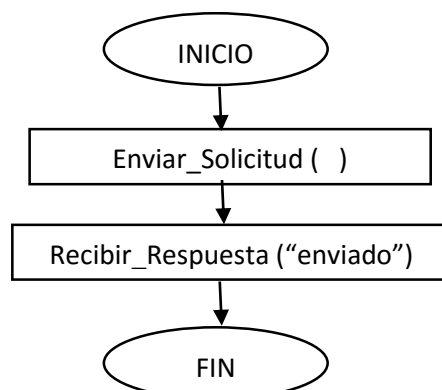 INICIO
Enviar_Solicitud (   )
Recibir_Respuesta (“enviado”)
FIN